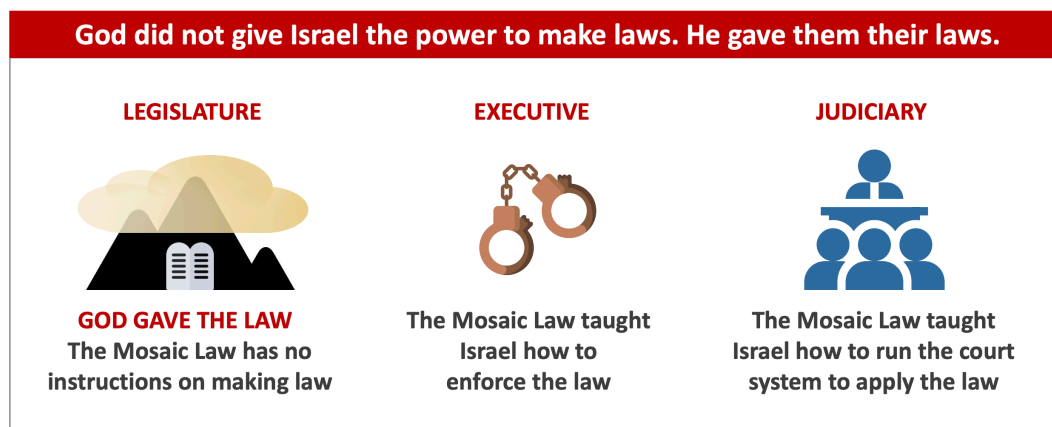 God did not give Israel the power to make laws. He gave them their laws.
LEGISLATURE
GOD GAVE THE LAW
The Mosaic Law has no
instructions on making law
EXECUTIVE
The Mosaic Law taught
Israel how to
enforce the law
JUDICIARY
The Mosaic Law taught
Israel how to run the court
system to apply the law